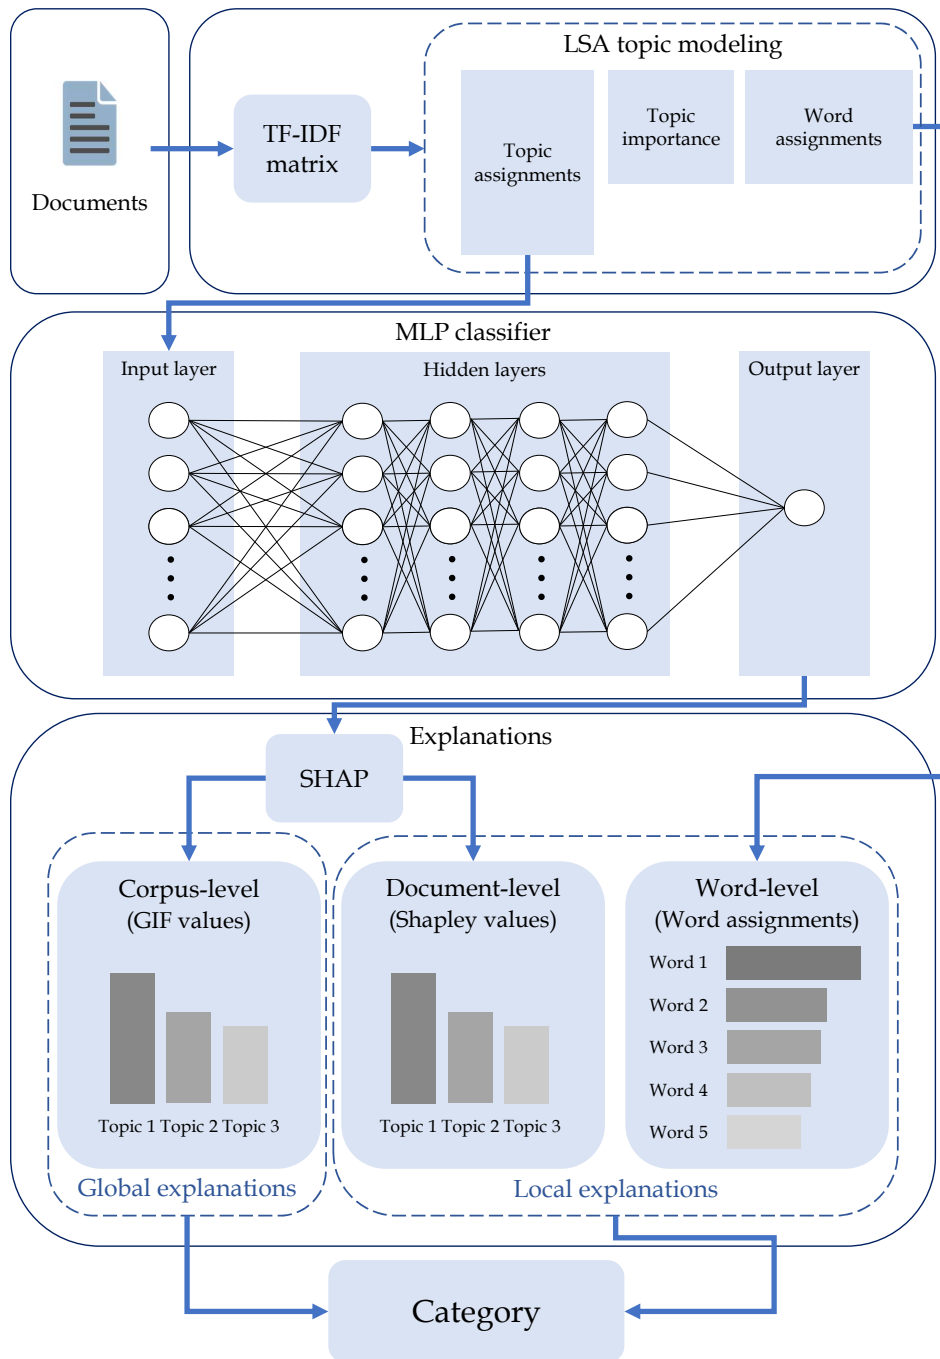 LSA topic modeling
Documents
TF-IDF
matrix
Topic
assignments
Topic
importance
Word
assignments
MLP classifier
Input layer
Hidden layers
Output layer
Explanations
SHAP
Corpus-level
(GIF values)
Topic 1 Topic 2 Topic 3
Document-level
(Shapley values)
Topic 1 Topic 2 Topic 3
Word-level
(Word assignments)
Word 1
Word 2
Word 3
Word 4
Word 5
Global explanations
Local explanations
Category